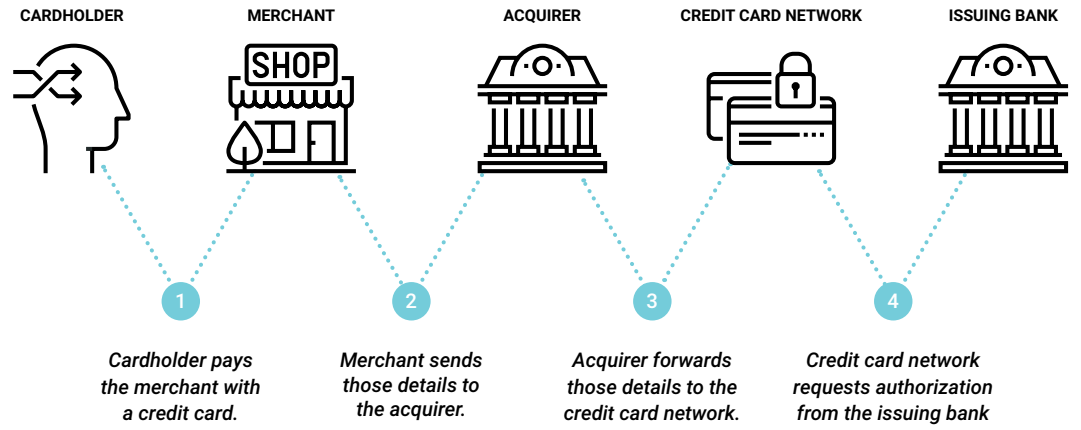 CARDHOLDER
MERCHANT
ACQUIRER
CREDIT CARD NETWORK
ISSUING BANK
SHOP
1
2
3
4
Cardholder pays
the merchant with
a credit card.
Merchant sends
those details to
the acquirer.
Acquirer forwards
those details to the
credit card network.
Credit card network
requests authorization
from the issuing bank